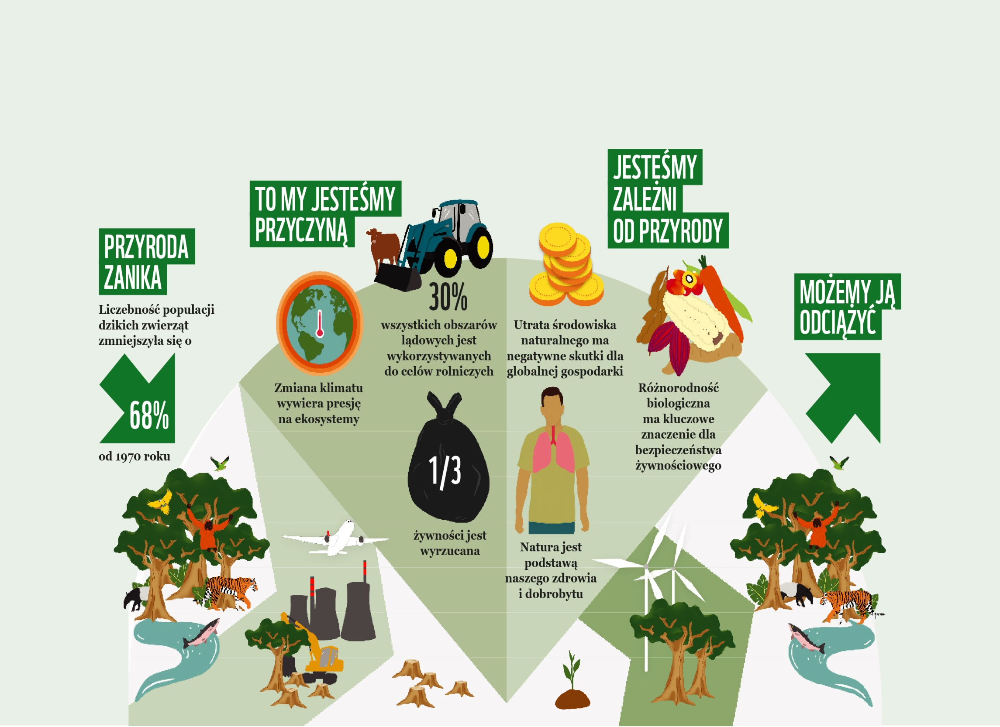 PRZYRODA
ZANIKA
Liczebność populacji
dzikich zwierząt
zmniejszyła się o
68%
od 1970 roku
TO MY JESTEŚMY
PRZYCZYNĄ
Zmiana klimatu
wywiera presję
na ekosystemy
30%
wszystkich obszarów
lądowych jest
wykorzystywanych
do celów rolniczych
1/3
żywności jest
wyrzucana
JESTEŚMY
ZALEŻNI
OD PRZYRODY
Utrata środowiska
naturalnego ma
negatywne skutki dla
globalnej gospodarki
Natura jest
podstawą
naszego zdrowia
i dobrobytu
Różnorodność
biologiczna
ma kluczowe
znaczenie dla
bezpieczeństwa
żywnościowego
MOŻEMY JĄ
ODCIĄŻYĆ